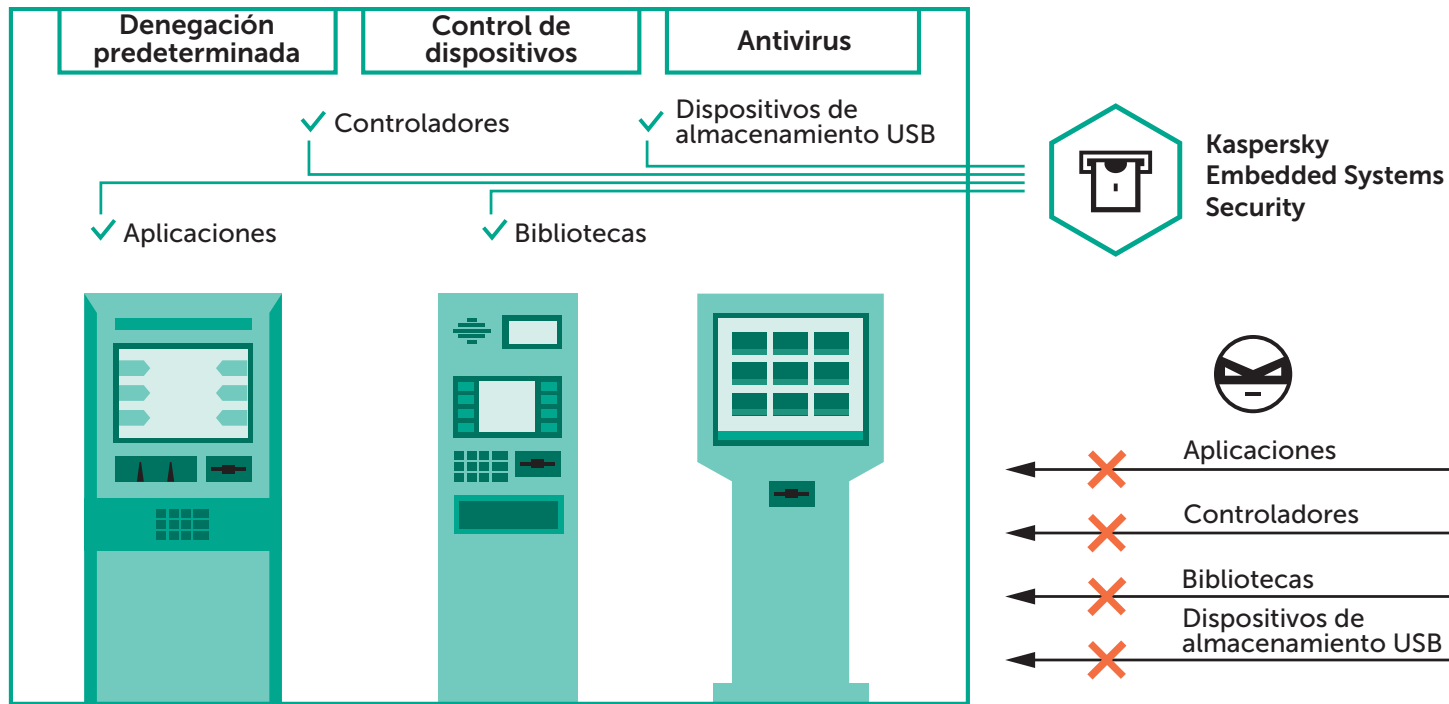 Denegación
predeterminada
Control de
dispositivos
Antivirus
Controladores
Dispositivos de
almacenamiento USB
Aplicaciones
Bibliotecas
Kaspersky
Embedded Systems
Security
Aplicaciones
Controladores
Bibliotecas
Dispositivos de
almacenamiento USB